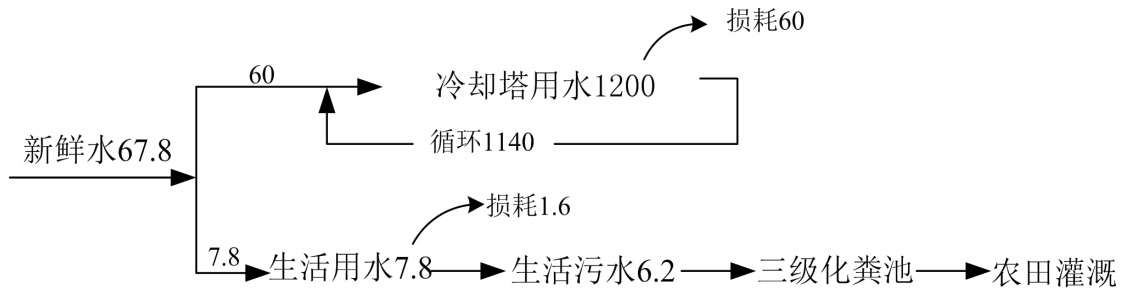 损耗60
60
冷却塔用水1200
循环1140
新鲜水67.8
损耗1.6
7.8
生活用水7.8
生活污水6.2
三级化粪池
农田灌溉